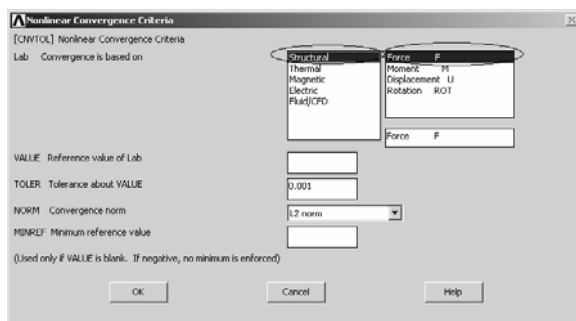 Nonlinear Convergence Criteria
[CNVTOL] Nonlinear Convergence Criteria
Lab Convergence is based on
Structural
Thermal
Magnetic
Electric
Fluid/CFD
Force F
Moment M
Displacement U
Rotation ROT
Force F
VALUE Reference value of Lab
TOLER Tolerance about VALUE
0.001
NORM Convergence norm
L2 norm
MINREF Minimum reference value
(Used only if VALUE is blank. If negative, no minimum is enforced)
OK Cancel Help